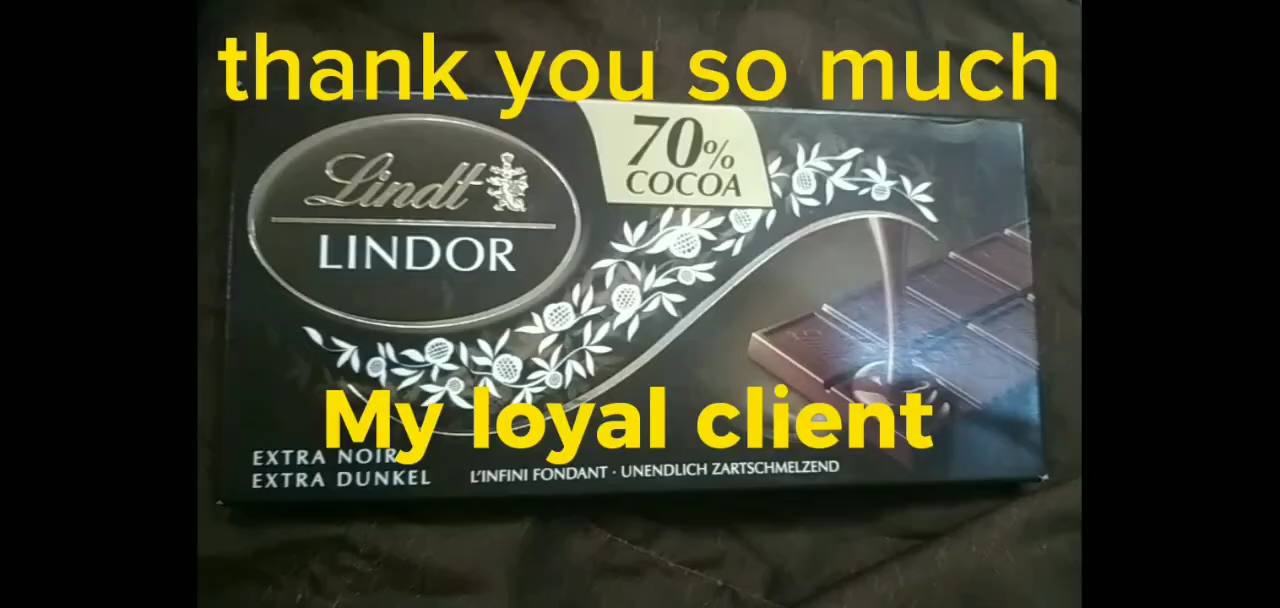 thank you so much
70%
COCOA
Lindt
LINDOR
My loyal client
EXTRA NOIR
EXTRA DUNKEL
L'INFINI FONDANT · UNENDLICH ZARTSCHMELZEND